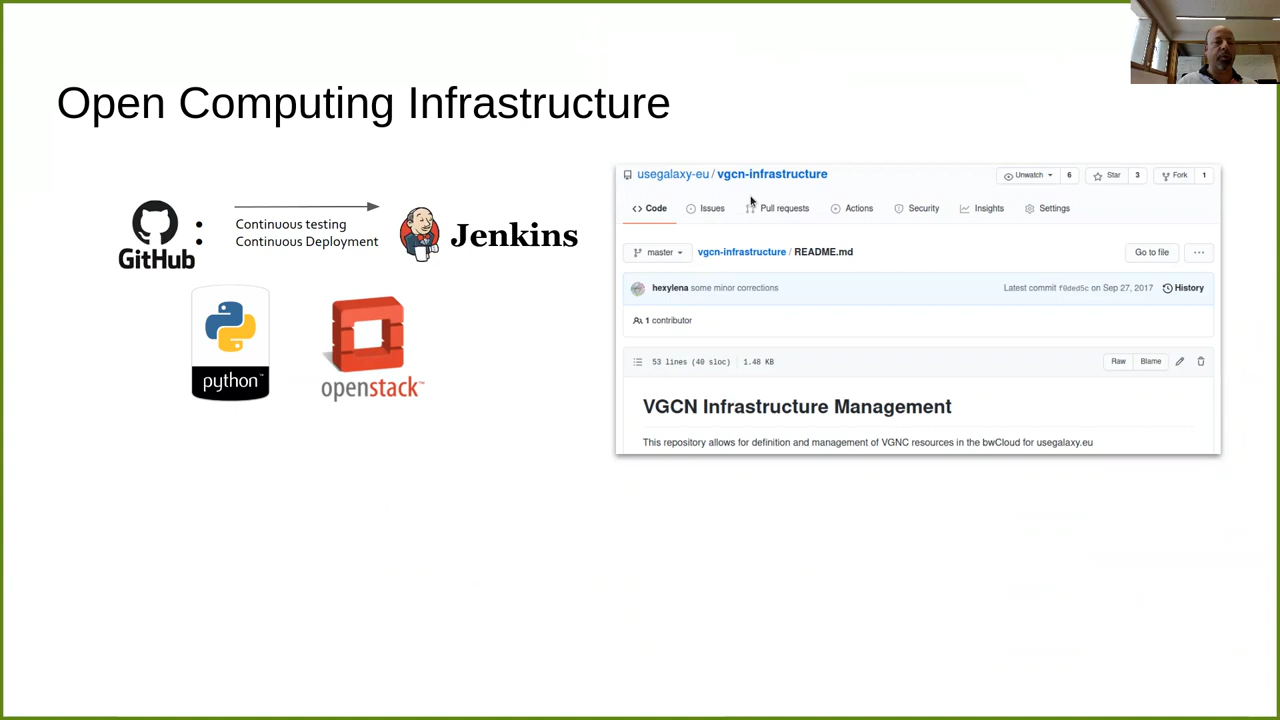 Open Computing Infrastructure
GitHub
:
Continuous testing
Continuous Deployment
Jenkins
python™
openstack™
usegalaxy-eu / vgcn-infrastructure
Unwatch 6
Star 3
Fork 1
Code Issues Pull requests Actions Security Insights Settings
master vgcn-infrastructure / README.md Go to file ...
hexylena some minor corrections Latest commit f0ded5c on Sep 27, 2017 History
1 contributor
53 lines (40 sloc) 1.48 KB Raw Blame
VGCN Infrastructure Management
This repository allows for definition and management of VGNC resources in the bwCloud for usegalaxy.eu